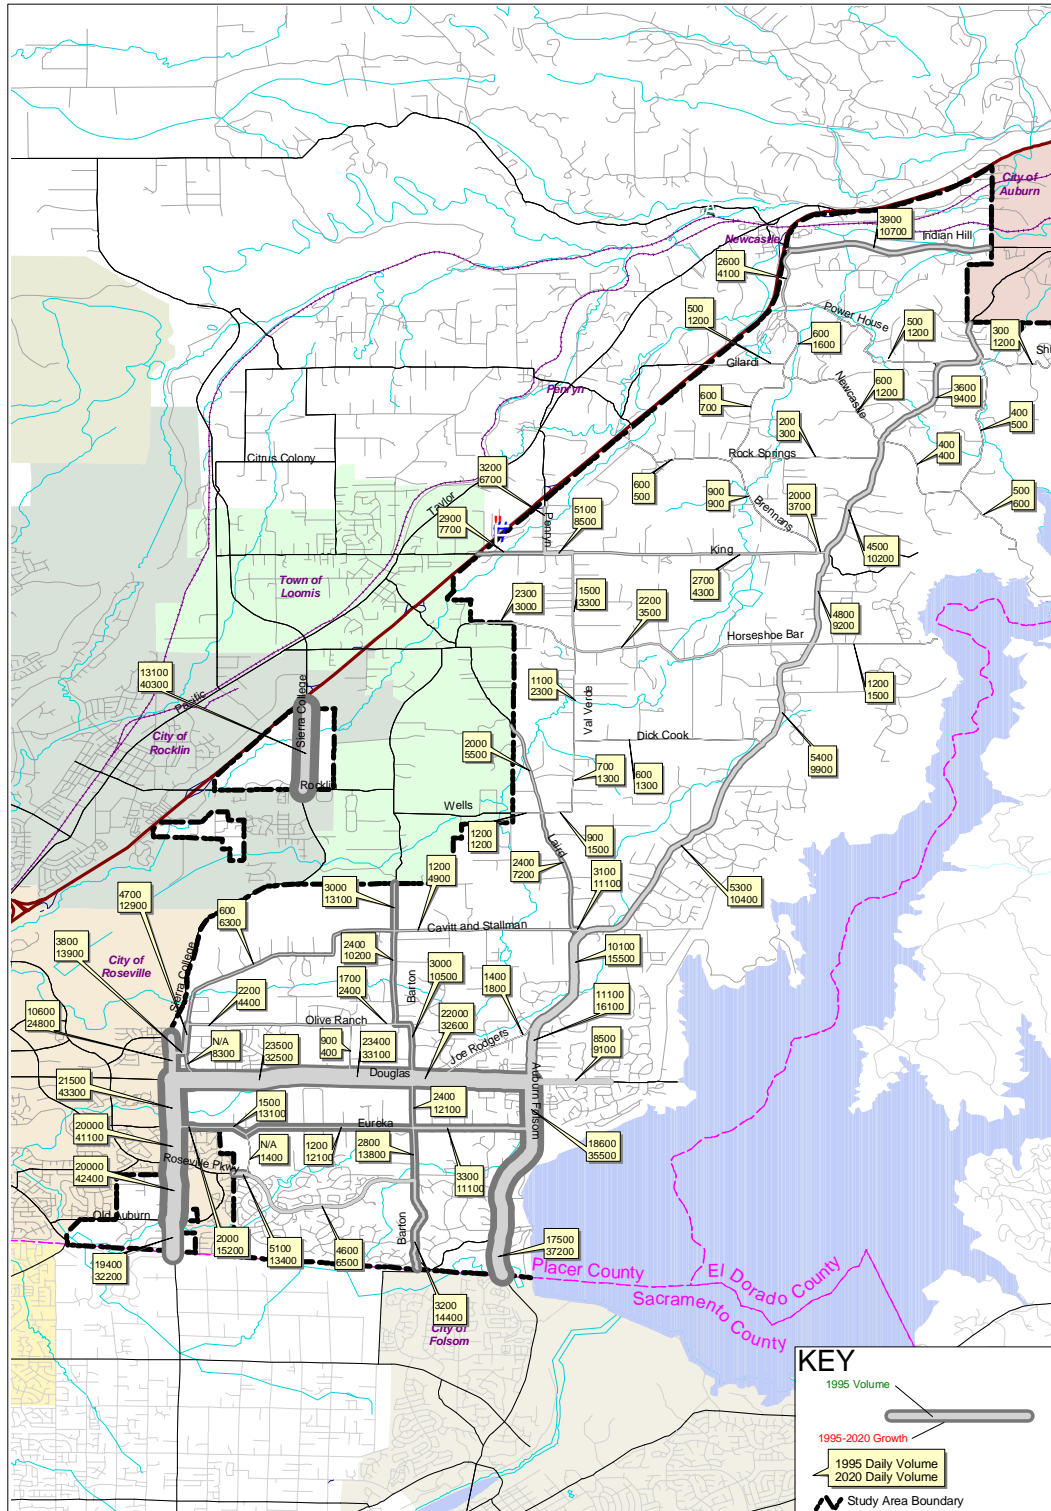 City of
Auburn
3900
10700
Indian Hill
Newcastle
2600
4100
500
1200
Power House
600
1600
500
1200
300
1200
Shi
Gilardi
Newcastle
600
1200
3600
9400
Penryn
600
700
200
300
400
500
400
400
Citrus Colony
Rock Springs
3200
6700
600
500
900
900
Brennans
2000
3700
500
600
Taylor
2900
7700
Penryn
5100
8500
King
4500
10200
2700
4300
Town of
Loomis
2300
3000
1500
3300
2200
3500
4800
9200
Horseshoe Bar
13100
40300
Sierra College
1100
2300
1200
1500
Pacific
Val Verde
City of
Rocklin
Dick Cook
2000
5500
5400
9900
700
1300
600
1300
Rockli
Wells
1200
1200
Laird
900
1500
2400
7200
3100
11100
1200
4900
5300
10400
4700
12900
3000
13100
600
6300
Cavitt and Stallman
3800
13900
City of
Roseville
Sierra College
2400
10200
3000
10500
10100
15500
Barton
1700
2400
1400
1800
2200
4400
11100
16100
10600
24800
Olive Ranch
22000
32600
N/A
8300
23500
32500
900
400
23400
33100
Joe Rodgers
8500
9100
Douglas
21500
43300
Auburn Folsom
1500
13100
2400
12100
20000
41100
Eureka
18600
35500
N/A
1400
1200
12100
2800
13800
Roseville Pkwy
20000
42400
3300
11100
Old Auburn
Barton
2000
15200
5100
13400
4600
6500
17500
37200
19400
32200
Placer County
El Dorado County
Sacramento County
3200
14400
City of
Folsom
KEY
1995 Volume
1995-2020 Growth
1995 Daily Volume
2020 Daily Volume
Study Area Boundary